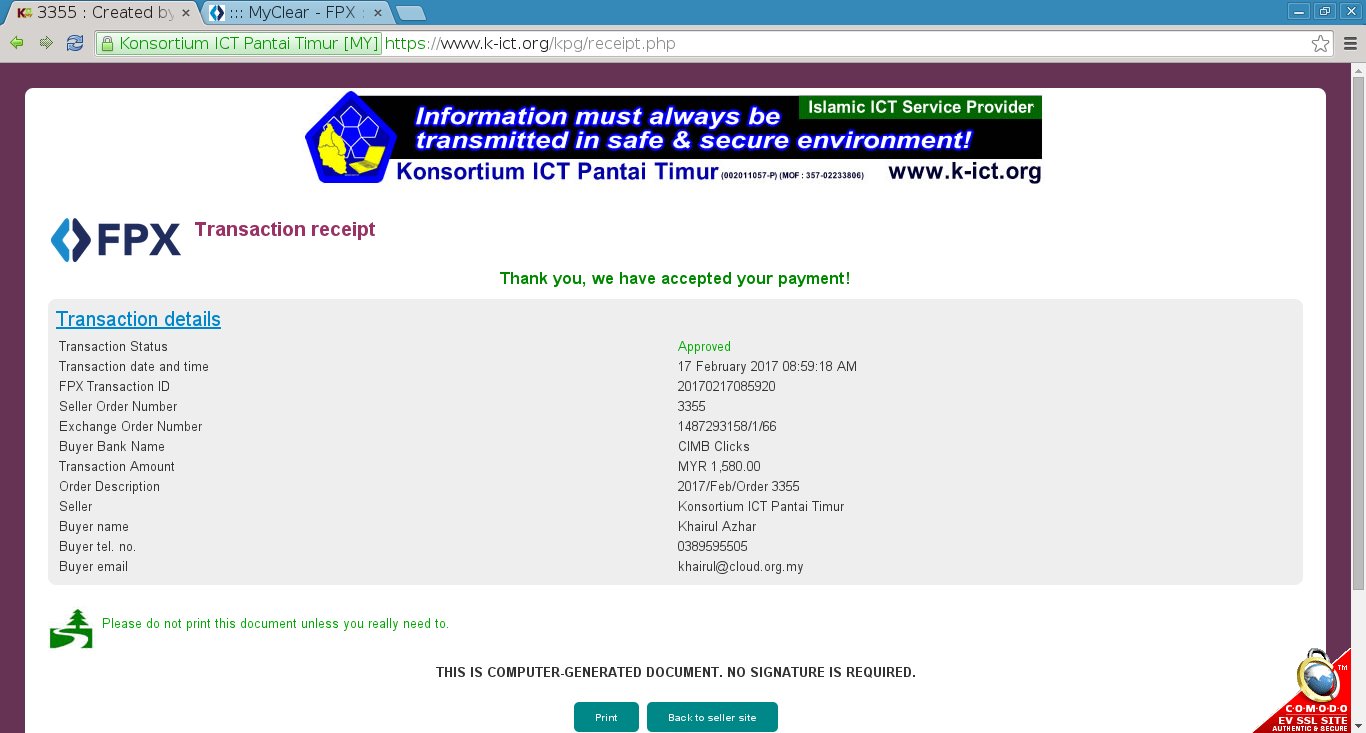 3355 : Created by
::: MyClear - FPX :
Konsortium ICT Pantai Timur [MY] https://www.k-ict.org/kpg/receipt.php
Islamic ICT Service Provider
Information must always be
transmitted in safe & secure environment!
Konsortium ICT Pantai Timur (002011057-P) (MOF : 357-02233806) www.k-ict.org
FPX Transaction receipt
Thank you, we have accepted your payment!
Transaction details
Transaction Status Approved
Transaction date and time 17 February 2017 08:59:18 AM
FPX Transaction ID 20170217085920
Seller Order Number 3355
Exchange Order Number 1487293158/1/66
Buyer Bank Name CIMB Clicks
Transaction Amount MYR 1,580.00
Order Description 2017/Feb/Order 3355
Seller Konsortium ICT Pantai Timur
Buyer name Khairul Azhar
Buyer tel. no. 0389595505
Buyer email khairul@cloud.org.my
Please do not print this document unless you really need to.
THIS IS COMPUTER-GENERATED DOCUMENT. NO SIGNATURE IS REQUIRED.
Print Back to seller site
TM
C·O·M·O·D·O
EV SSL SITE
AUTHENTIC & SECURE